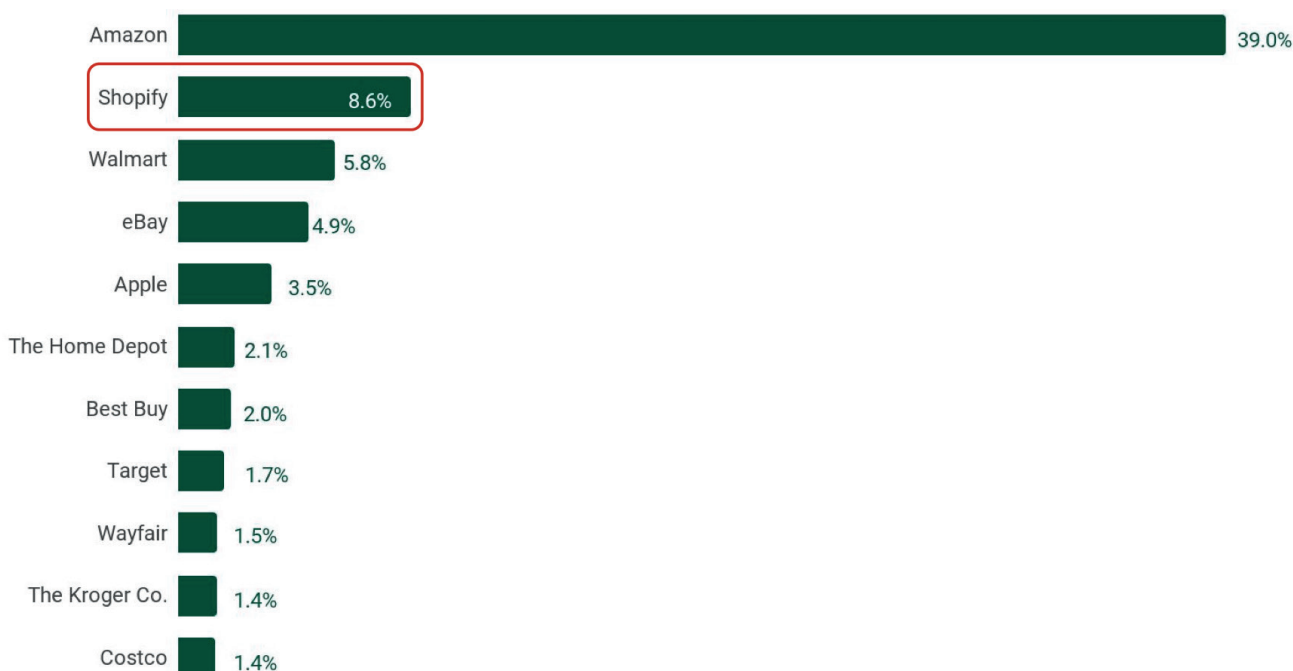 Amazon 39.0%
Shopify 8.6%
Walmart 5.8%
eBay 4.9%
Apple 3.5%
The Home Depot 2.1%
Best Buy 2.0%
Target 1.7%
Wayfair 1.5%
The Kroger Co. 1.4%
Costco 1.4%